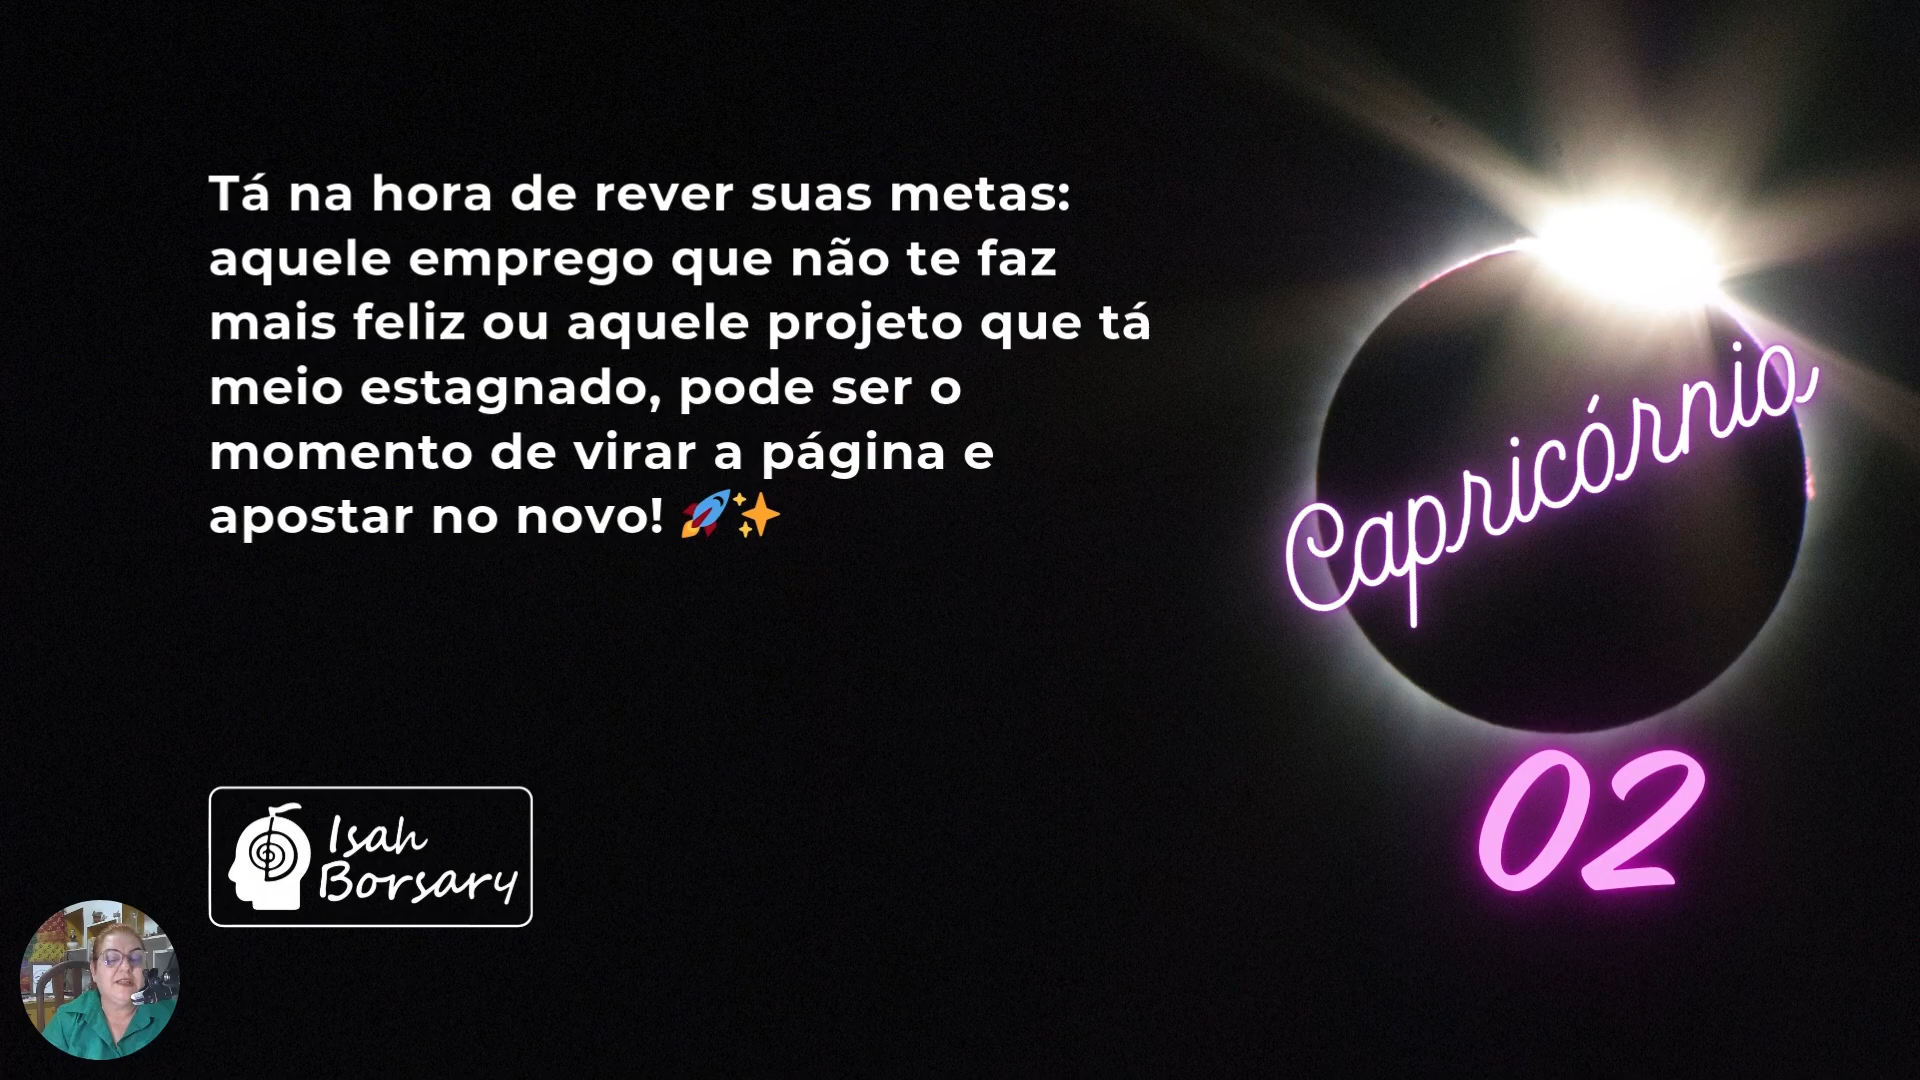 Tá na hora de rever suas metas:
aquele emprego que não te faz
mais feliz ou aquele projeto que tá
meio estagnado, pode ser o
momento de virar a página e
apostar no novo! 🚀✨
Capricórnio
02
Isah
Borsary